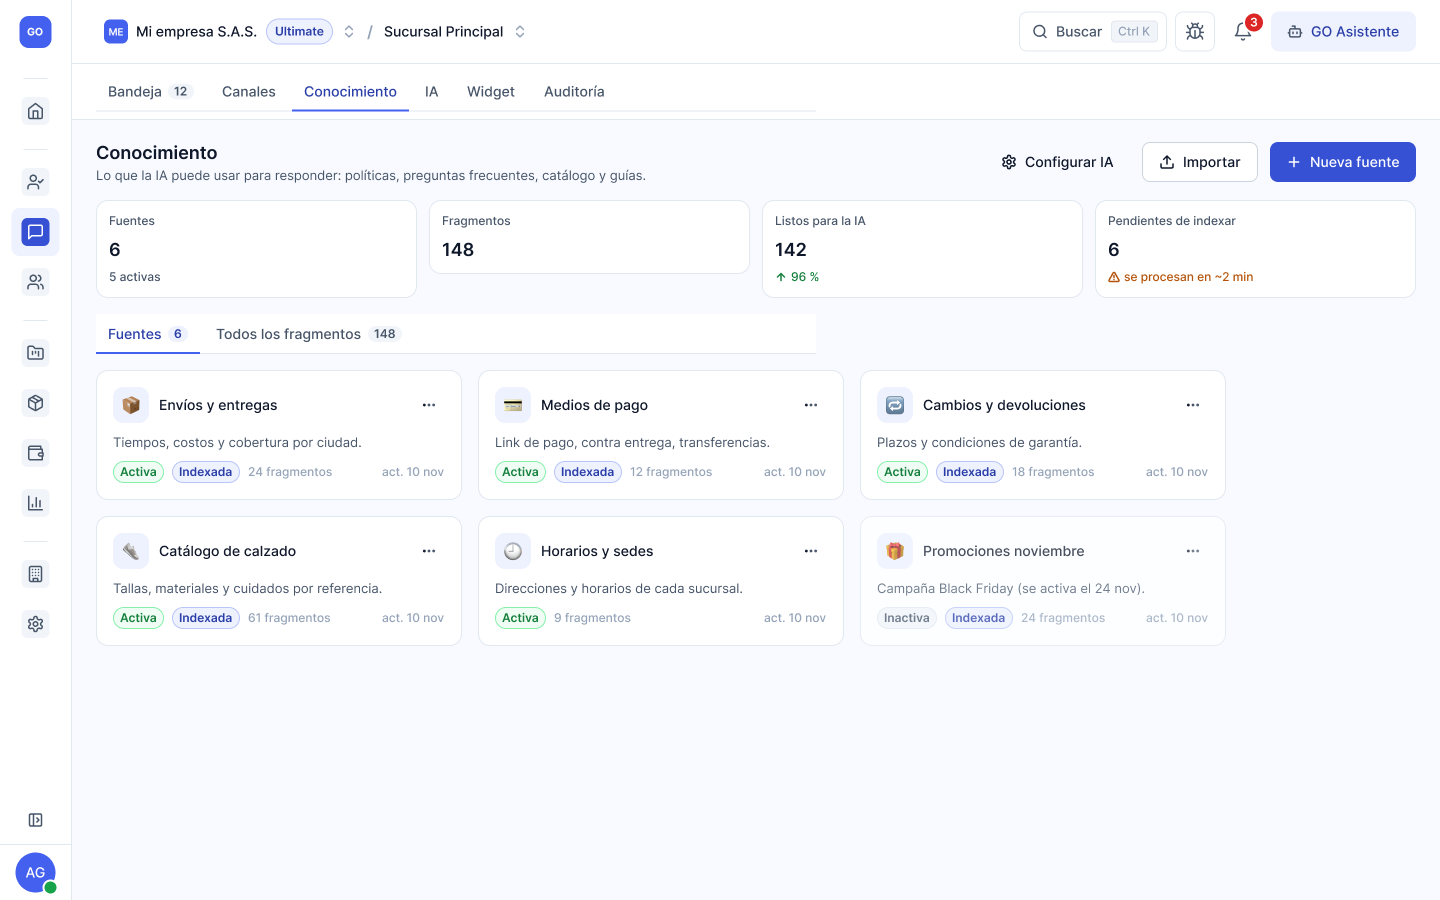 GO
ME Mi empresa S.A.S. Ultimate / Sucursal Principal
Buscar Ctrl K
3
GO Asistente
Bandeja 12 Canales Conocimiento IA Widget Auditoría
Conocimiento
Lo que la IA puede usar para responder: políticas, preguntas frecuentes, catálogo y guías.
Configurar IA
Importar
Nueva fuente
Fuentes
6
5 activas
Fragmentos
148
Listos para la IA
142
96 %
Pendientes de indexar
6
se procesan en ~2 min
Fuentes 6 Todos los fragmentos 148
Envíos y entregas
Tiempos, costos y cobertura por ciudad.
Activa Indexada 24 fragmentos act. 10 nov
Medios de pago
Link de pago, contra entrega, transferencias.
Activa Indexada 12 fragmentos act. 10 nov
Cambios y devoluciones
Plazos y condiciones de garantía.
Activa Indexada 18 fragmentos act. 10 nov
Catálogo de calzado
Tallas, materiales y cuidados por referencia.
Activa Indexada 61 fragmentos act. 10 nov
Horarios y sedes
Direcciones y horarios de cada sucursal.
Activa 9 fragmentos act. 10 nov
Promociones noviembre
Campaña Black Friday (se activa el 24 nov).
Inactiva Indexada 24 fragmentos act. 10 nov
AG